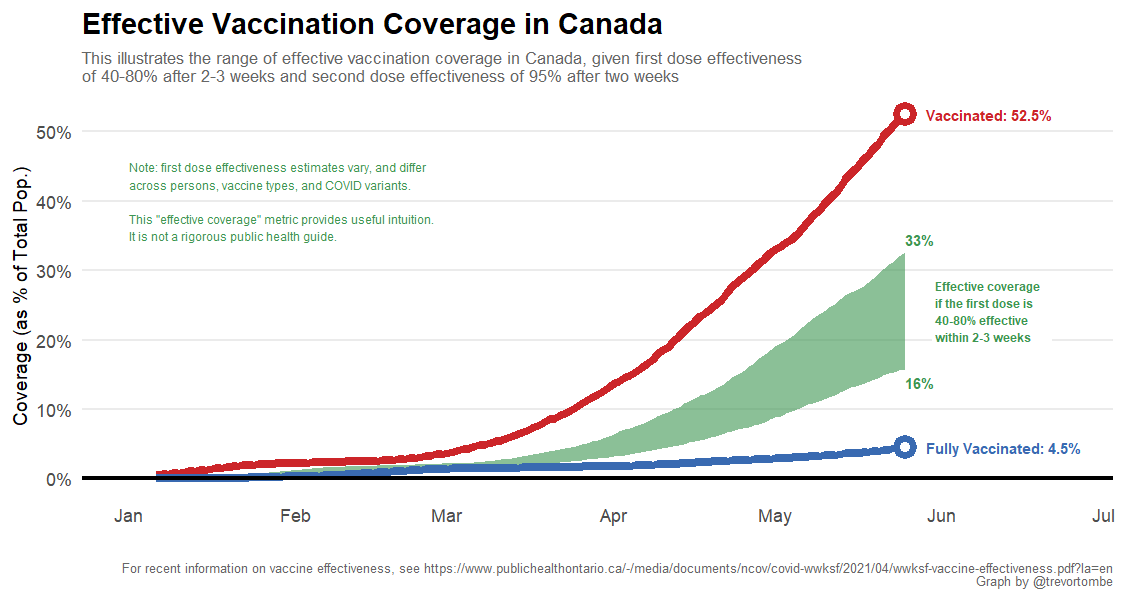 Effective Vaccination Coverage in Canada
This illustrates the range of effective vaccination coverage in Canada, given first dose effectiveness
of 40-80% after 2-3 weeks and second dose effectiveness of 95% after two weeks
Coverage (as % of Total Pop.)
50%
40%
30%
20%
10%
0%
Note: first dose effectiveness estimates vary, and differ
across persons, vaccine types, and COVID variants.
This "effective coverage" metric provides useful intuition.
It is not a rigorous public health guide.
Vaccinated: 52.5%
33%
Effective coverage
if the first dose is
40-80% effective
within 2-3 weeks
16%
Fully Vaccinated: 4.5%
Jan
Feb
Mar
Apr
May
Jun
Jul
For recent information on vaccine effectiveness, see https://www.publichealthontario.ca/-/media/documents/ncov/covid-wwksf/2021/04/wwksf-vaccine-effectiveness.pdf?la=en
Graph by @trevortombe